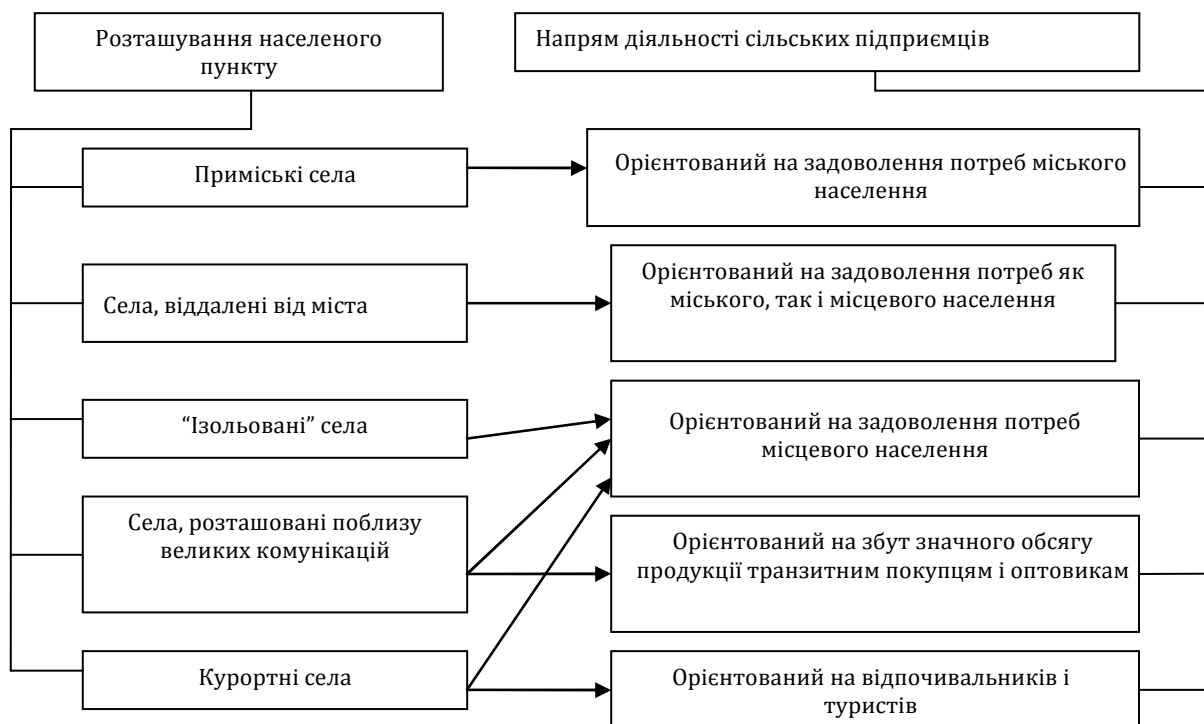 Розташування населеного
пункту
Напрям діяльності сільських підприємців
Приміські села
Орієнтований на задоволення потреб міського
населення
Села, віддалені від міста
Орієнтований на задоволення потреб як
міського, так і місцевого населення
“Ізольовані” села
Орієнтований на задоволення потреб
місцевого населення
Села, розташовані поблизу
великих комунікацій
Орієнтований на збут значного обсягу
продукції транзитним покупцям і оптовикам
Курортні села
Орієнтований на відпочивальників і
туристів